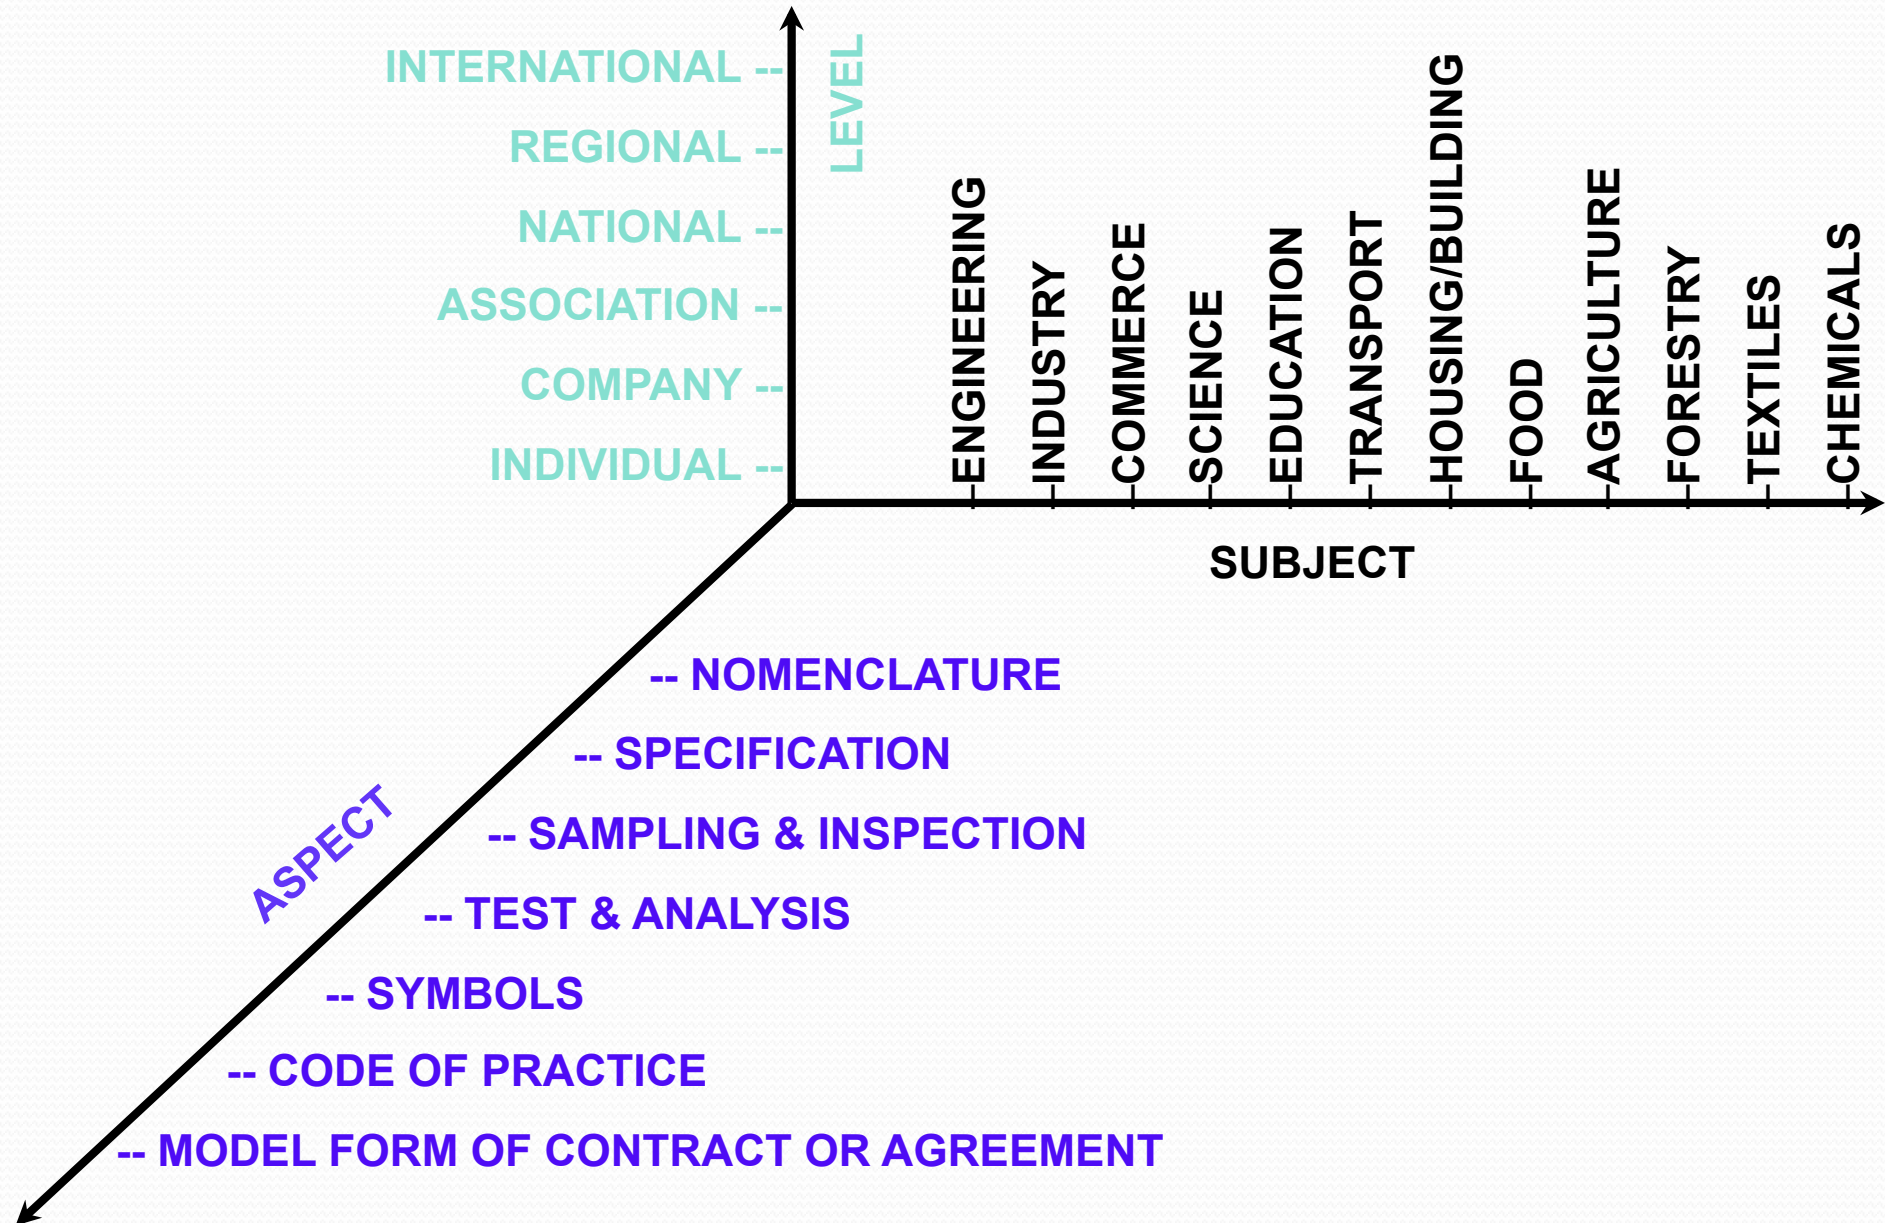 INTERNATIONAL --
REGIONAL --
NATIONAL --
ASSOCIATION --
COMPANY --
INDIVIDUAL --
LEVEL
ENGINEERING
INDUSTRY
COMMERCE
SCIENCE
EDUCATION
TRANSPORT
HOUSING/BUILDING
FOOD
AGRICULTURE
FORESTRY
TEXTILES
CHEMICALS
SUBJECT
ASPECT
-- NOMENCLATURE
-- SPECIFICATION
-- SAMPLING & INSPECTION
-- TEST & ANALYSIS
-- SYMBOLS
-- CODE OF PRACTICE
-- MODEL FORM OF CONTRACT OR AGREEMENT